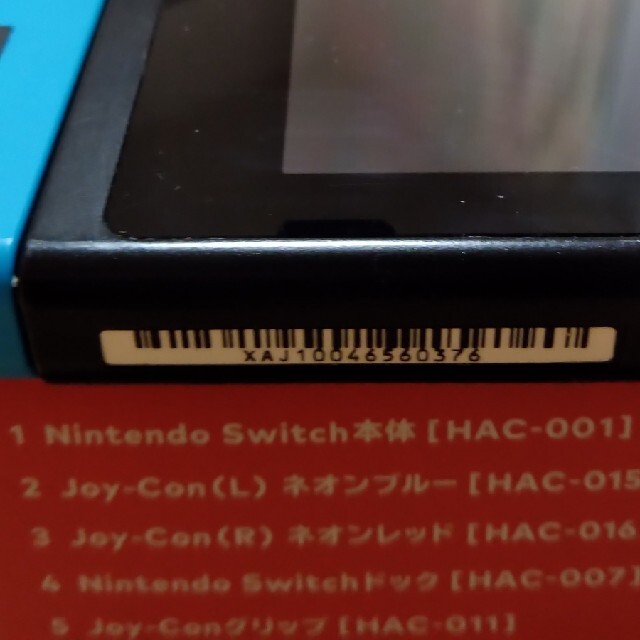 XAJ10046560376
1 Nintendo Switch本体 [HAC-001]
2 Joy-Con(L) ネオンブルー [HAC-015
3 Joy-Con(R) ネオンレッド [HAC-016
4 Nintendo Switchドック [HAC-007]
5 Joy-Conグリップ [HAC-011]